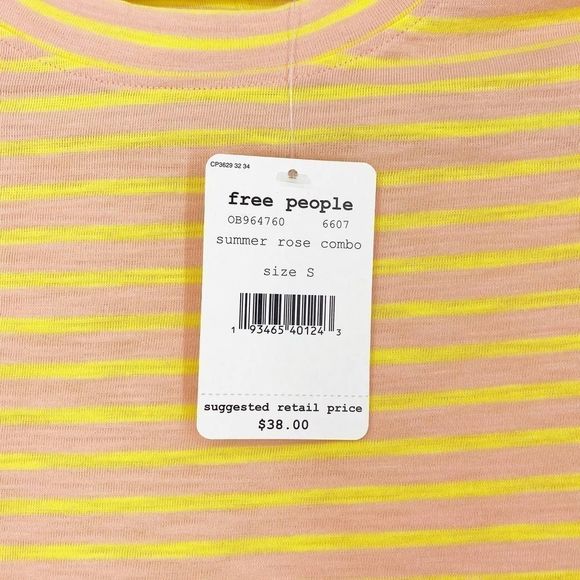 CP3629 32 34
free people
OB964760 6607
summer rose combo
size S
1 93465 40124 3
suggested retail price
$38.00